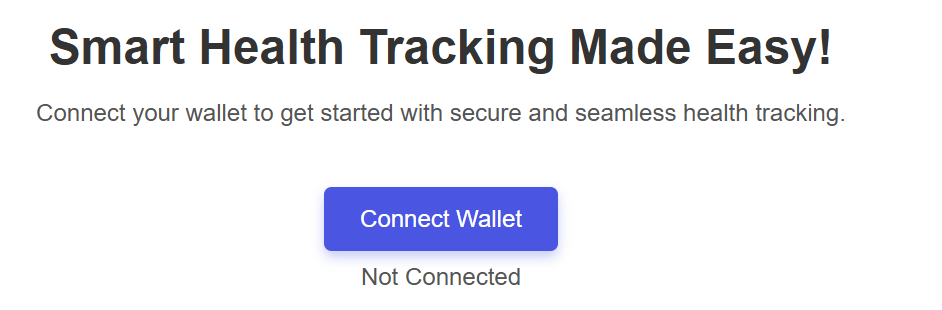 Smart Health Tracking Made Easy!
Connect your wallet to get started with secure and seamless health tracking.
Connect Wallet
Not Connected